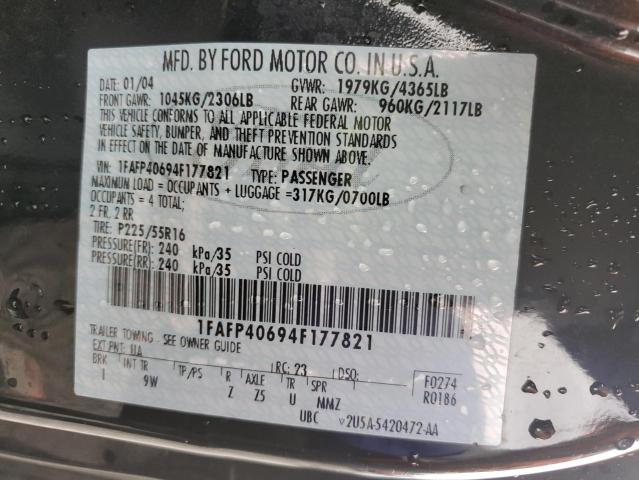 MFD. BY FORD MOTOR CO. IN U.S.A.
DATE: 01/04 GVWR: 1979KG/4365LB
FRONT GAWR: 1045KG/2306LB REAR GAWR: 960KG/2117LB
THIS VEHICLE CONFORMS TO ALL APPLICABLE FEDERAL MOTOR
VEHICLE SAFETY, BUMPER, AND THEFT PREVENTION STANDARDS
IN EFFECT ON THE DATE OF MANUFACTURE SHOWN ABOVE.
VIN: 1FAFP40694F177821 TYPE: PASSENGER
MAXIMUM LOAD = OCCUPANTS + LUGGAGE =317KG/0700LB
OCCUPANTS = 4 TOTAL;
2 FR, 2 RR
TIRE: P225/55R16
PRESSURE(FR): 240 kPa/35 PSI COLD
PRESSURE(RR): 240 kPa/35 PSI COLD
1FAFP40694F177821
TRAILER TOWING - SEE OWNER GUIDE
EXT PNT: UA RC: 23 DSO:
BRK INT TR TP/PS R AXLE TR SPR F0274
I 9W Z Z5 U MMZ R0186
UBC V2U5A-5420472-AA